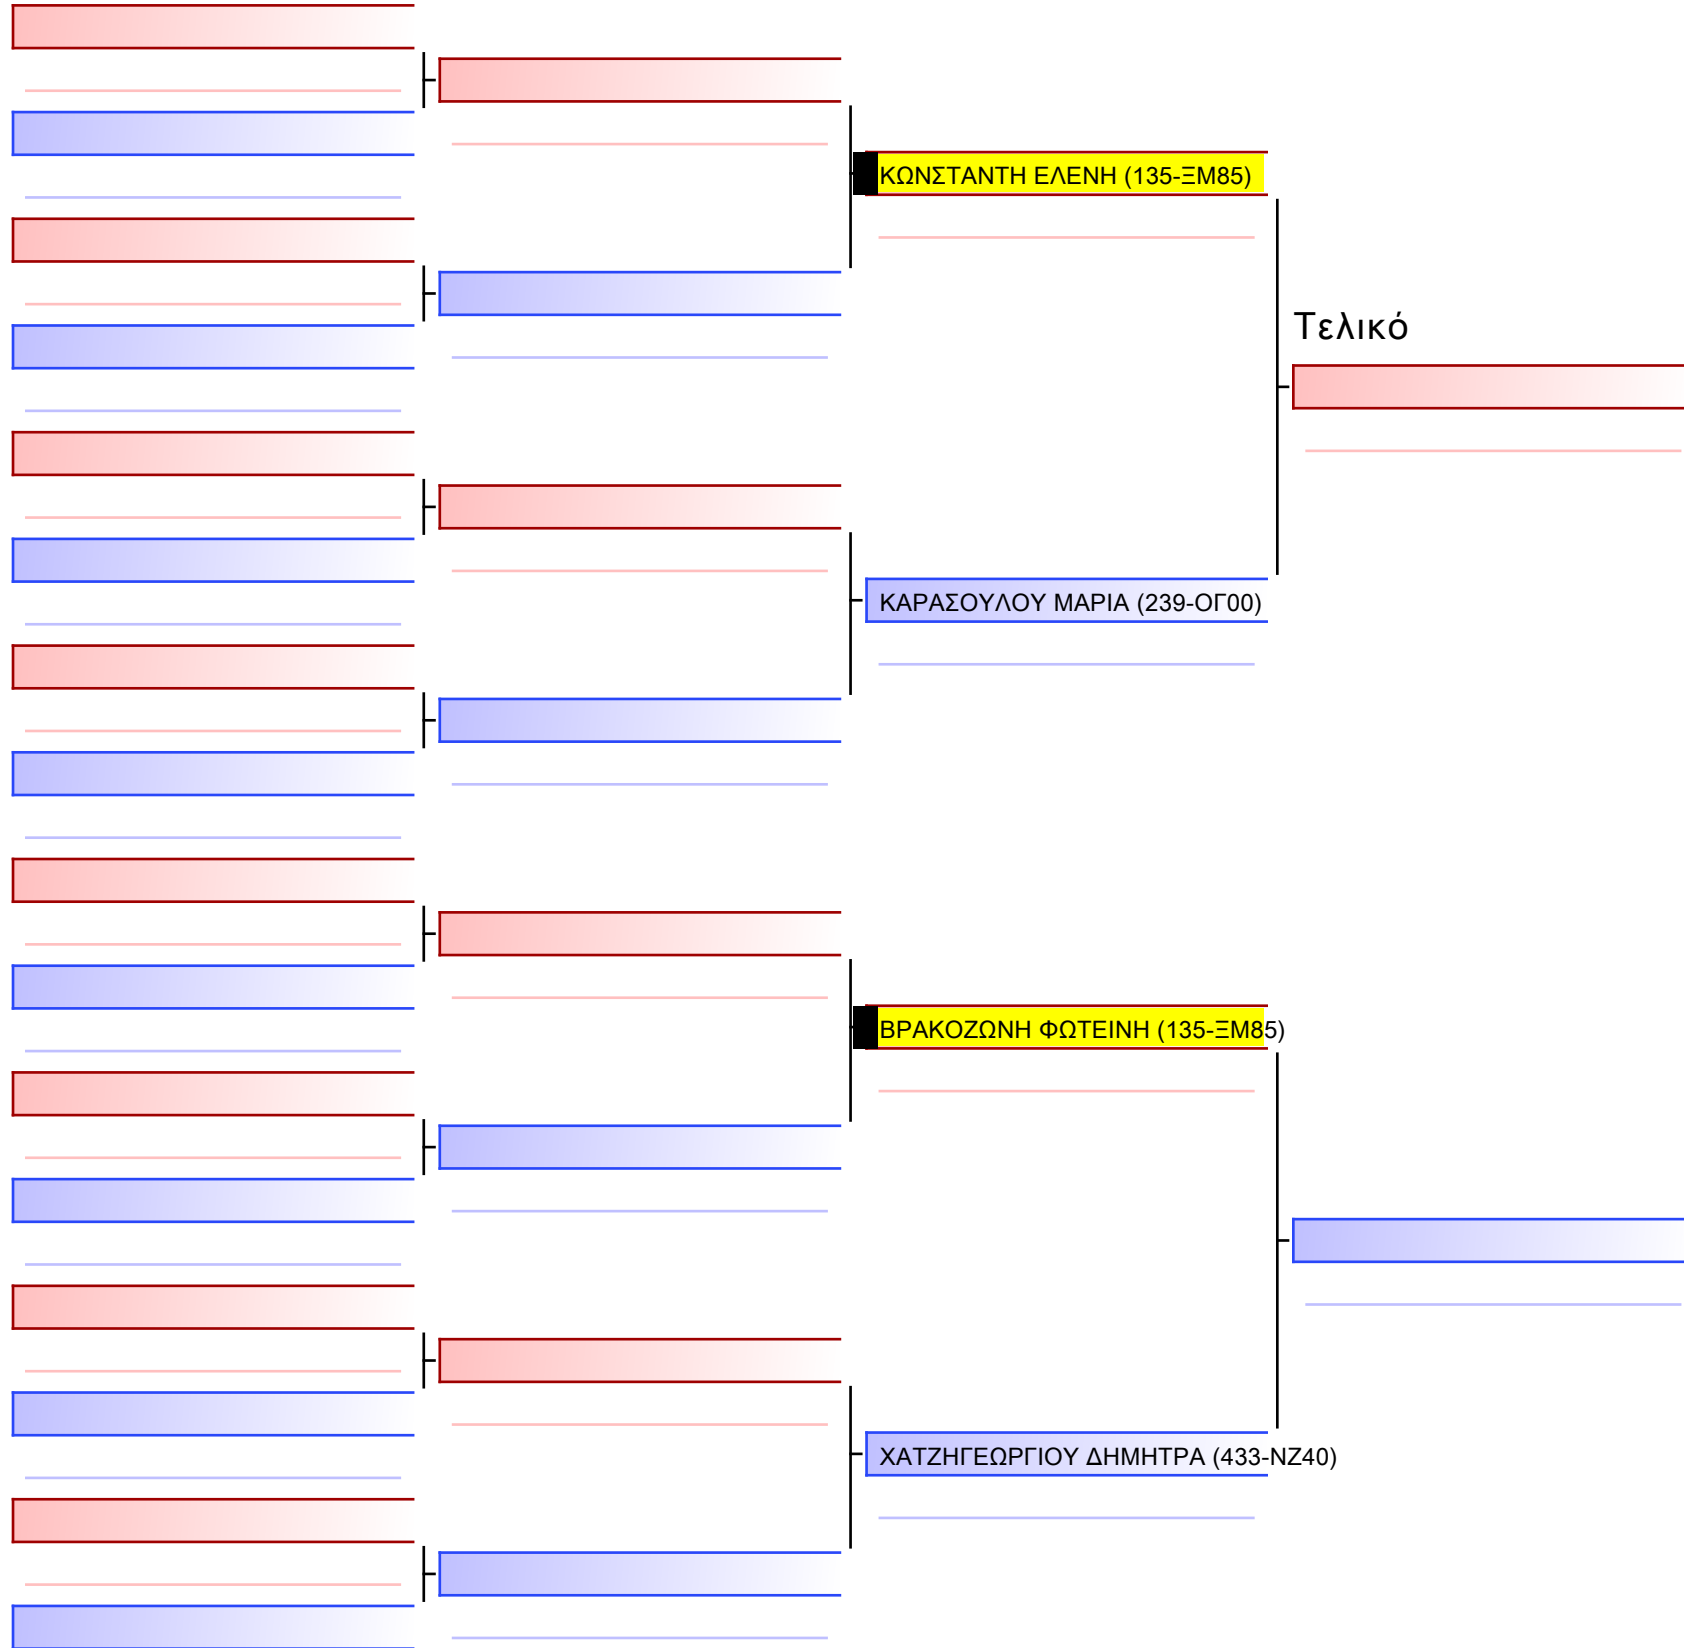 ΚΩΝΣΤΑΝΤΗ ΕΛΕΝΗ (135-ΞΜ85)
Τελικό
ΚΑΡΑΣΟΥΛΟΥ ΜΑΡΙΑ (239-ΟΓ00)
ΒΡΑΚΟΖΩΝΗ ΦΩΤΕΙΝΗ (135-ΞΜ85)
ΧΑΤΖΗΓΕΩΡΓΙΟΥ ΔΗΜΗΤΡΑ (433-ΝΖ40)